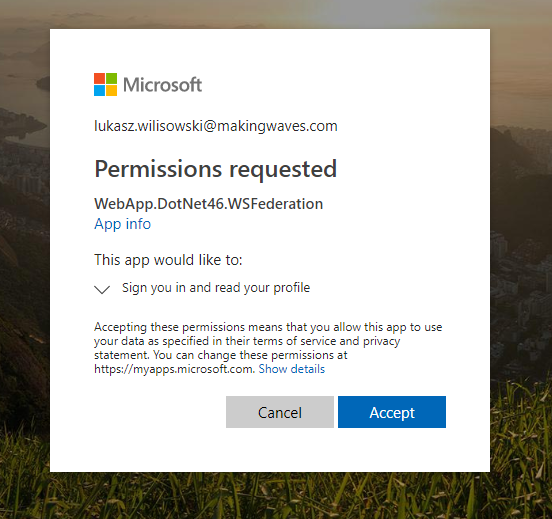 Microsoft
lukasz.wilisowski@makingwaves.com
Permissions requested
WebApp.DotNet46.WSFederation
App info
This app would like to:
Sign you in and read your profile
Accepting these permissions means that you allow this app to use
your data as specified in their terms of service and privacy
statement. You can change these permissions at
https://myapps.microsoft.com. Show details
Cancel Accept